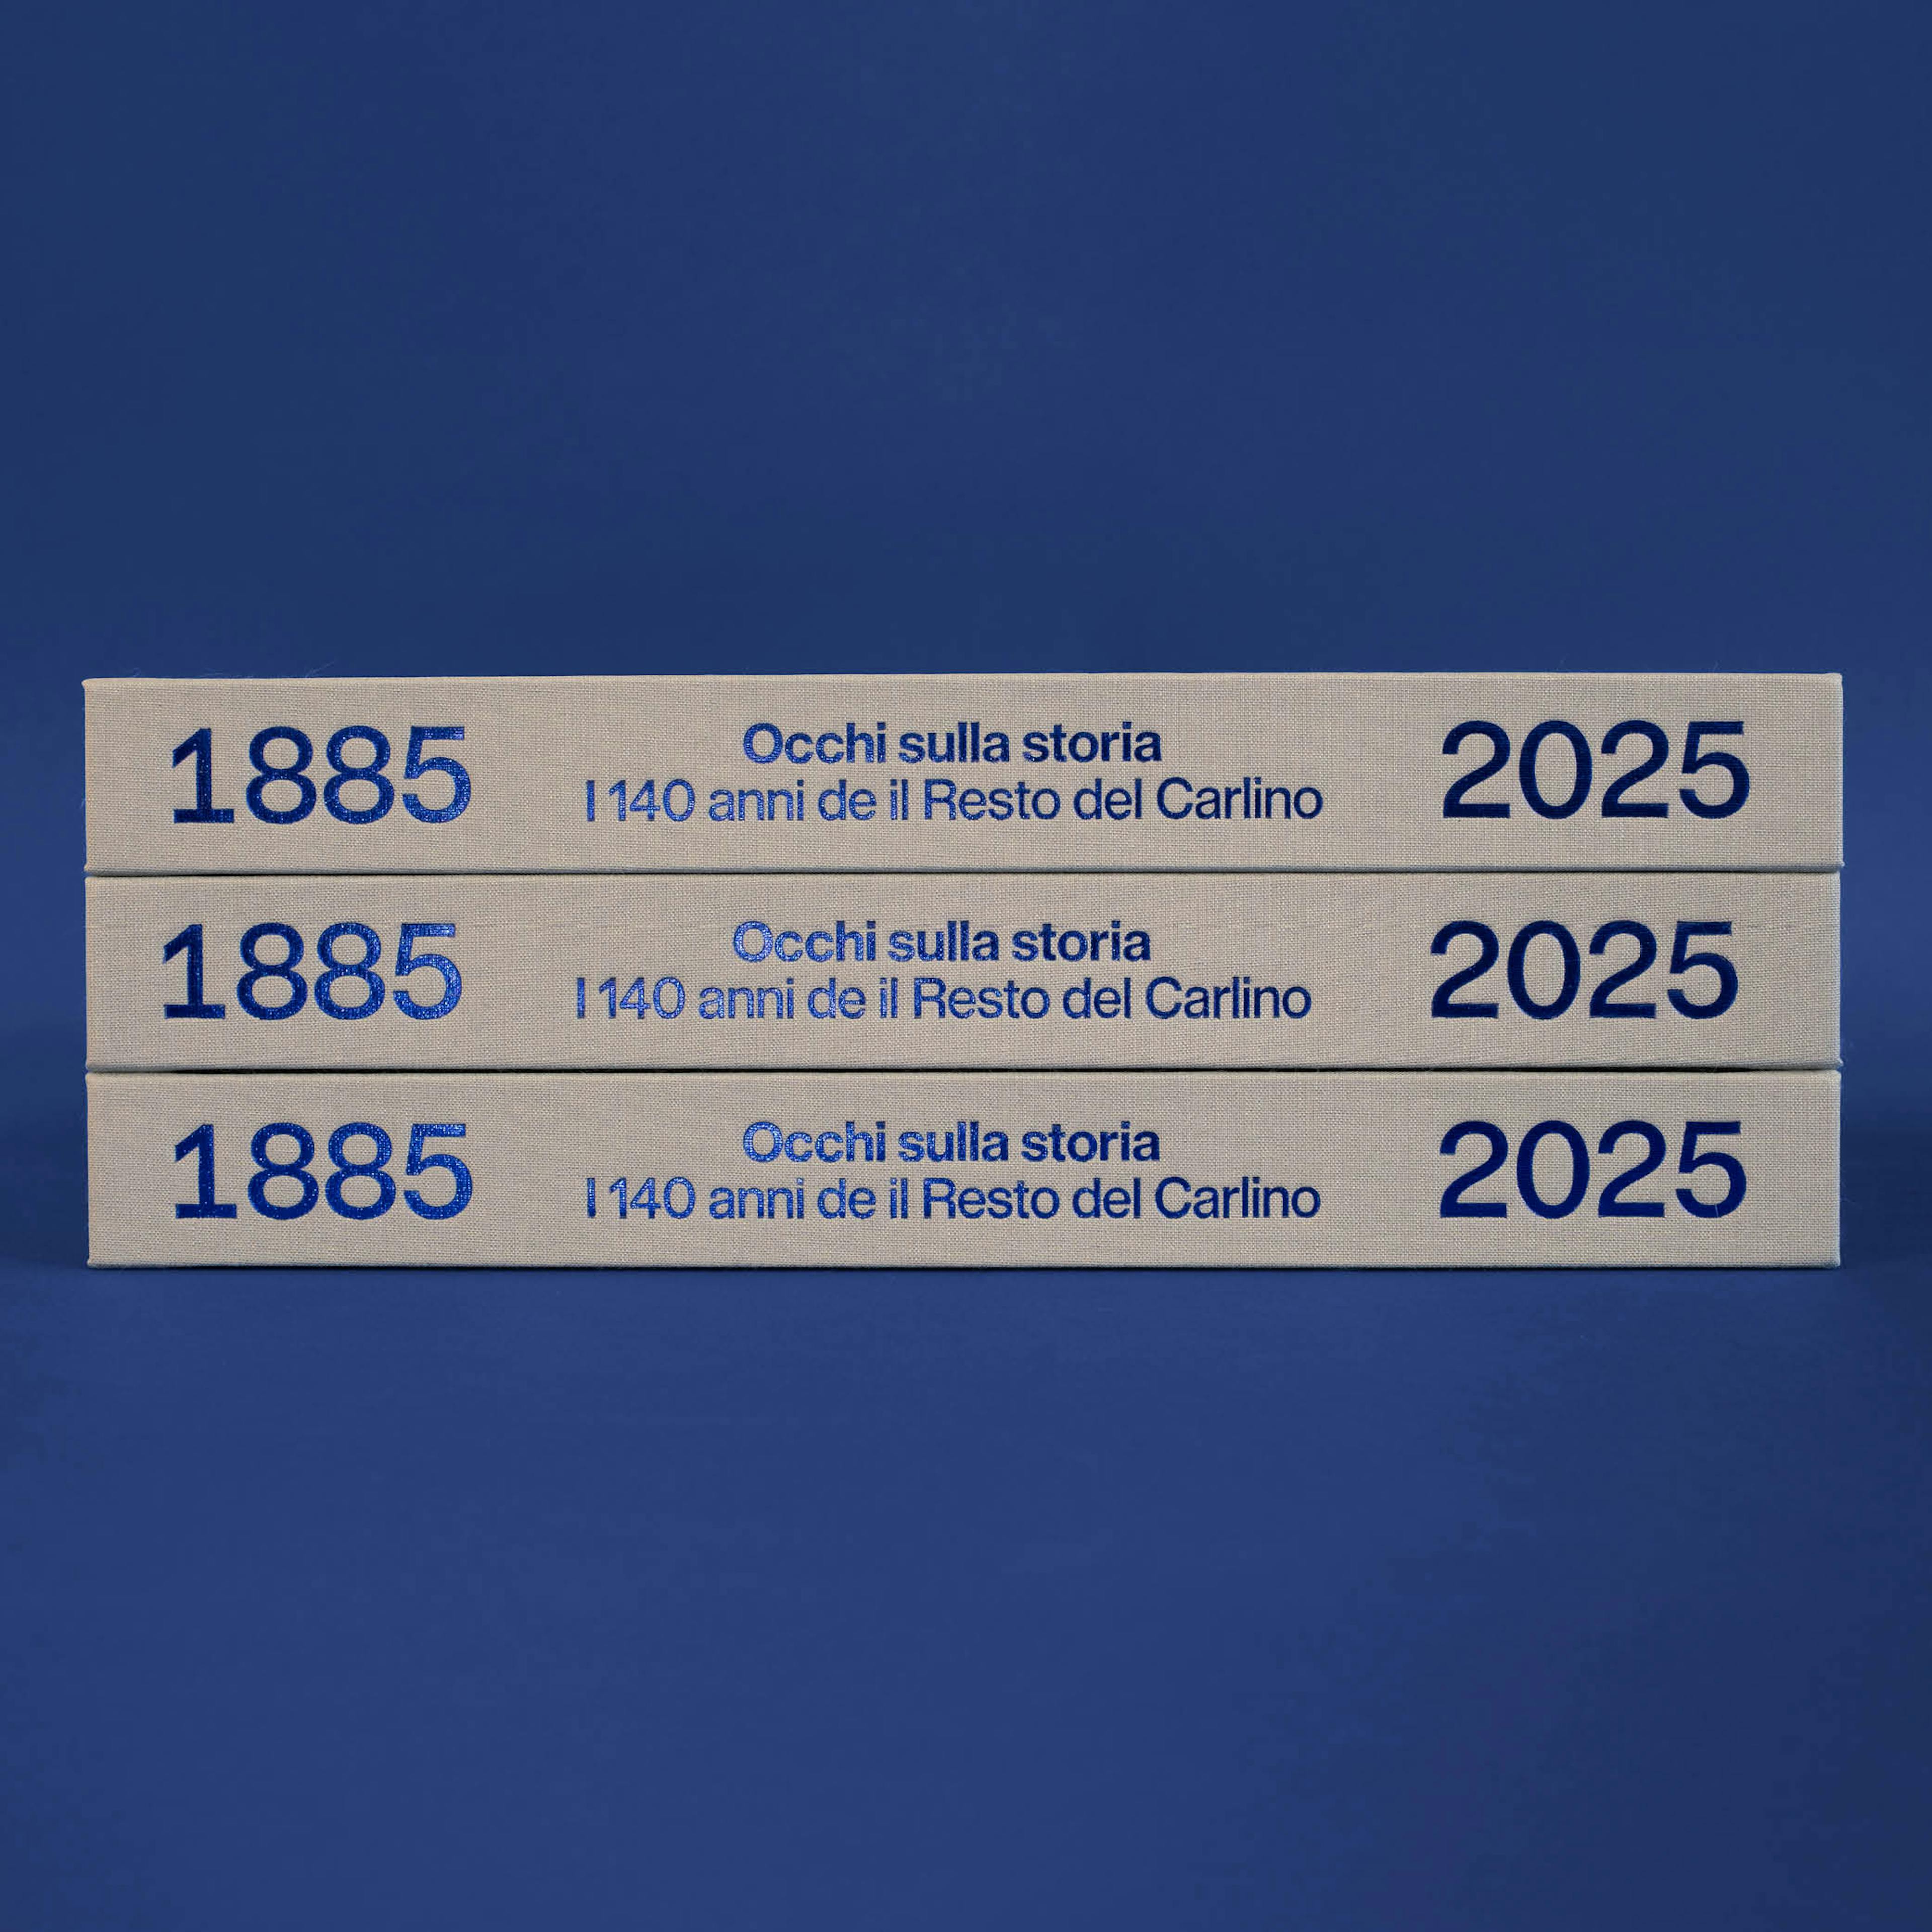 1885
Occhi sulla storia
I 140 anni de il Resto del Carlino
2025
1885
Occhi sulla storia
I 140 anni de il Resto del Carlino
2025
1885
Occhi sulla storia
I 140 anni de il Resto del Carlino
2025